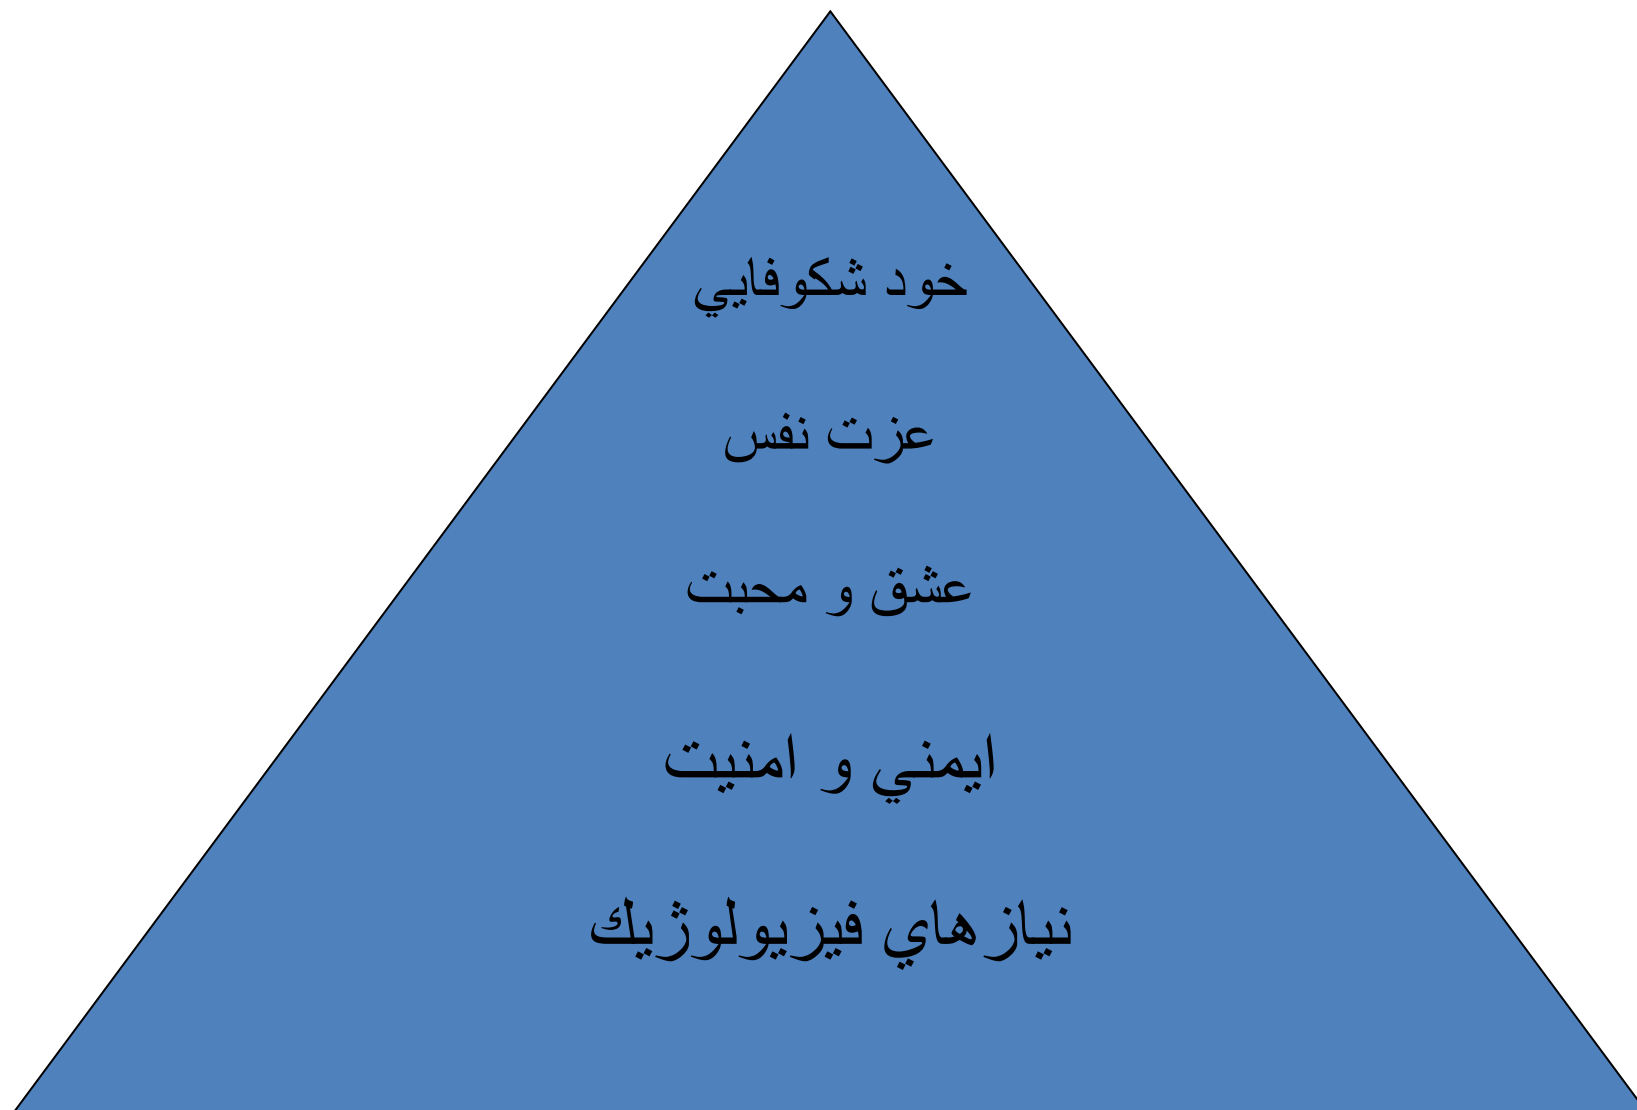 خود شكوفايي
عزت نفس
عشق و محبت
ايمني و امنيت
نيازهاي فيزيولوژيك